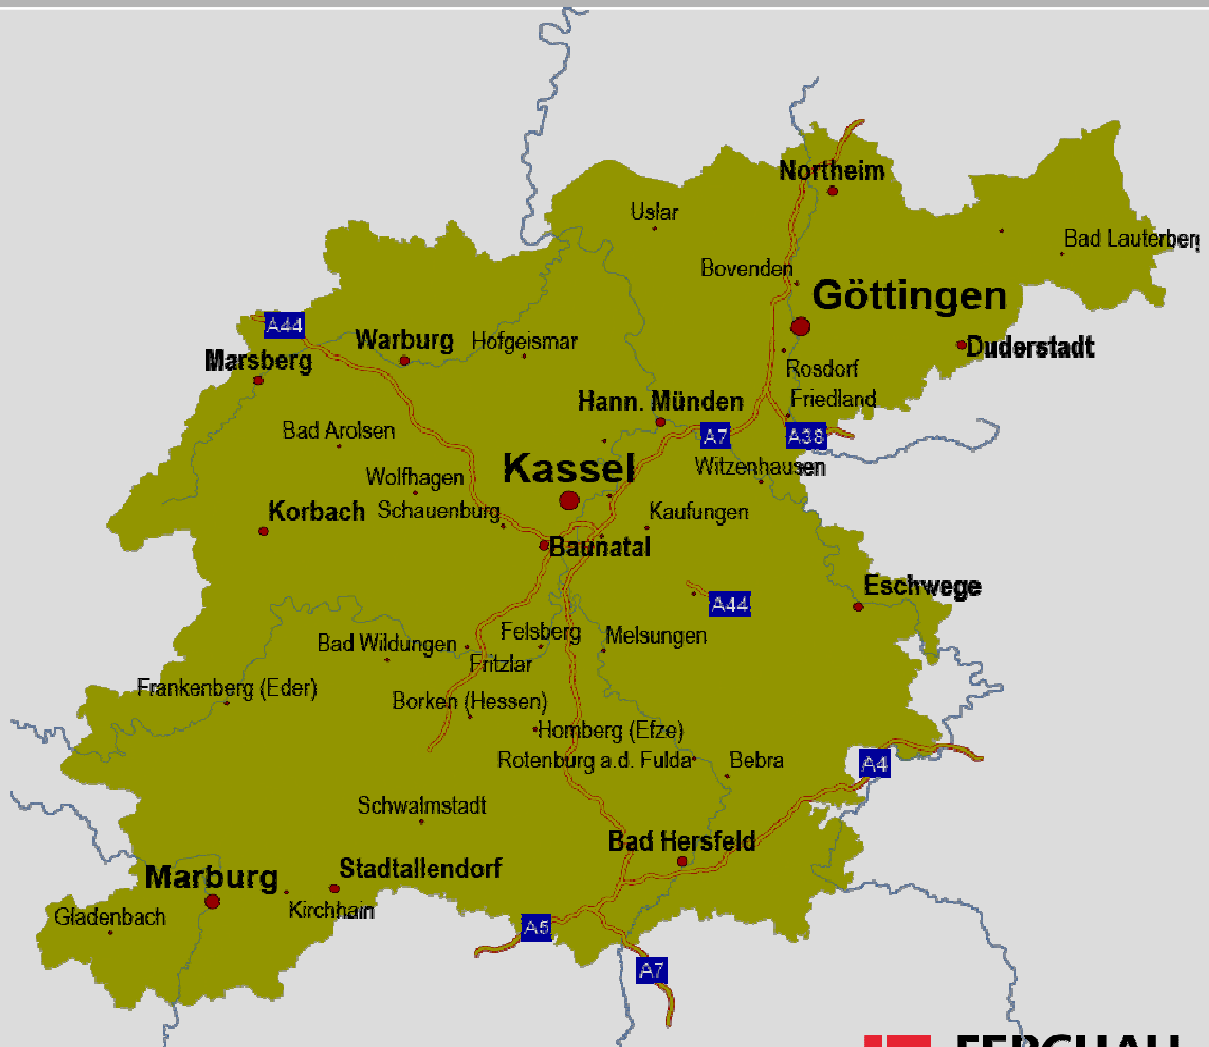 Northeim
Uslar
Bad Lauterberg
Bovenden
Göttingen
A44
Warburg
Hofgeismar
Duderstadt
Marsberg
Rosdorf
Hann. Münden
Friedland
Bad Arolsen
A7
A38
Kassel
Witzenhausen
Wolfhagen
Korbach
Schauenburg
Kaufungen
Baunatal
Eschwege
A44
Felsberg
Melsungen
Bad Wildungen
Fritzlar
Frankenberg (Eder)
Borken (Hessen)
Homberg (Efze)
Rotenburg a.d. Fulda
Bebra
A4
Schwalmstadt
Bad Hersfeld
Stadtallendorf
Marburg
Kirchhain
Gladenbach
A5
A7